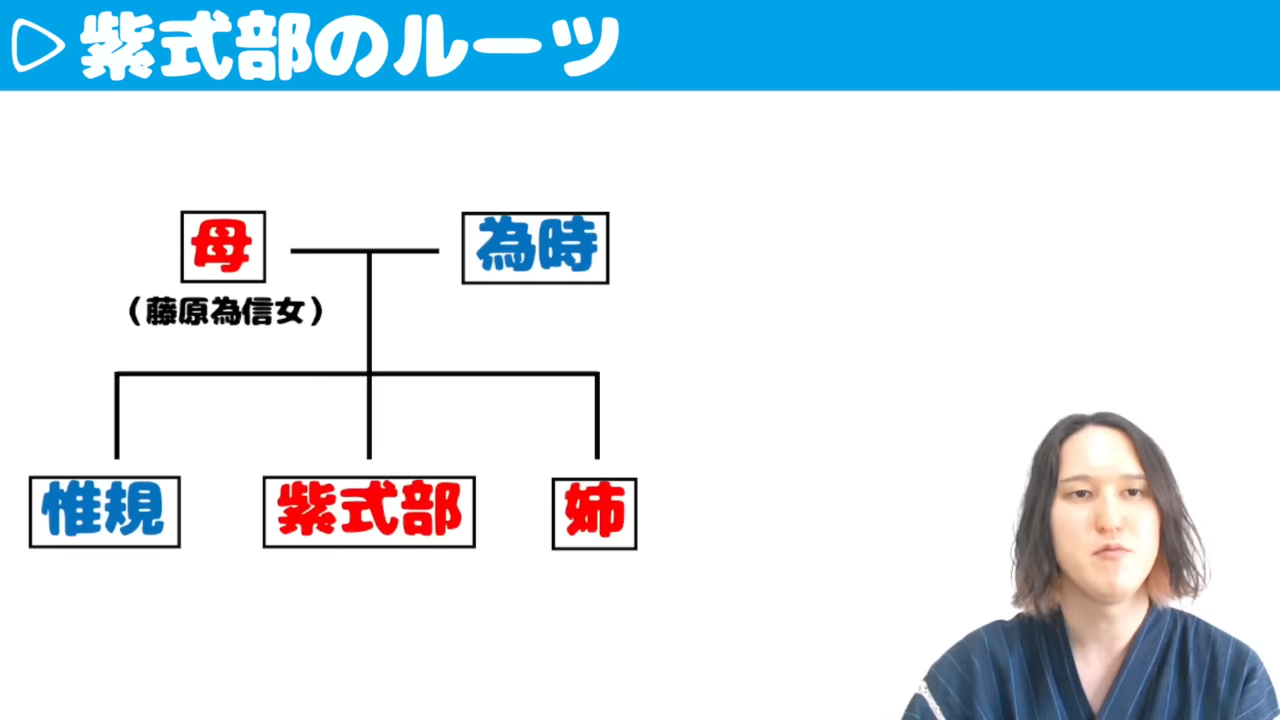 紫式部のルーツ
母
為時
（藤原為信女）
惟規
紫式部
姉